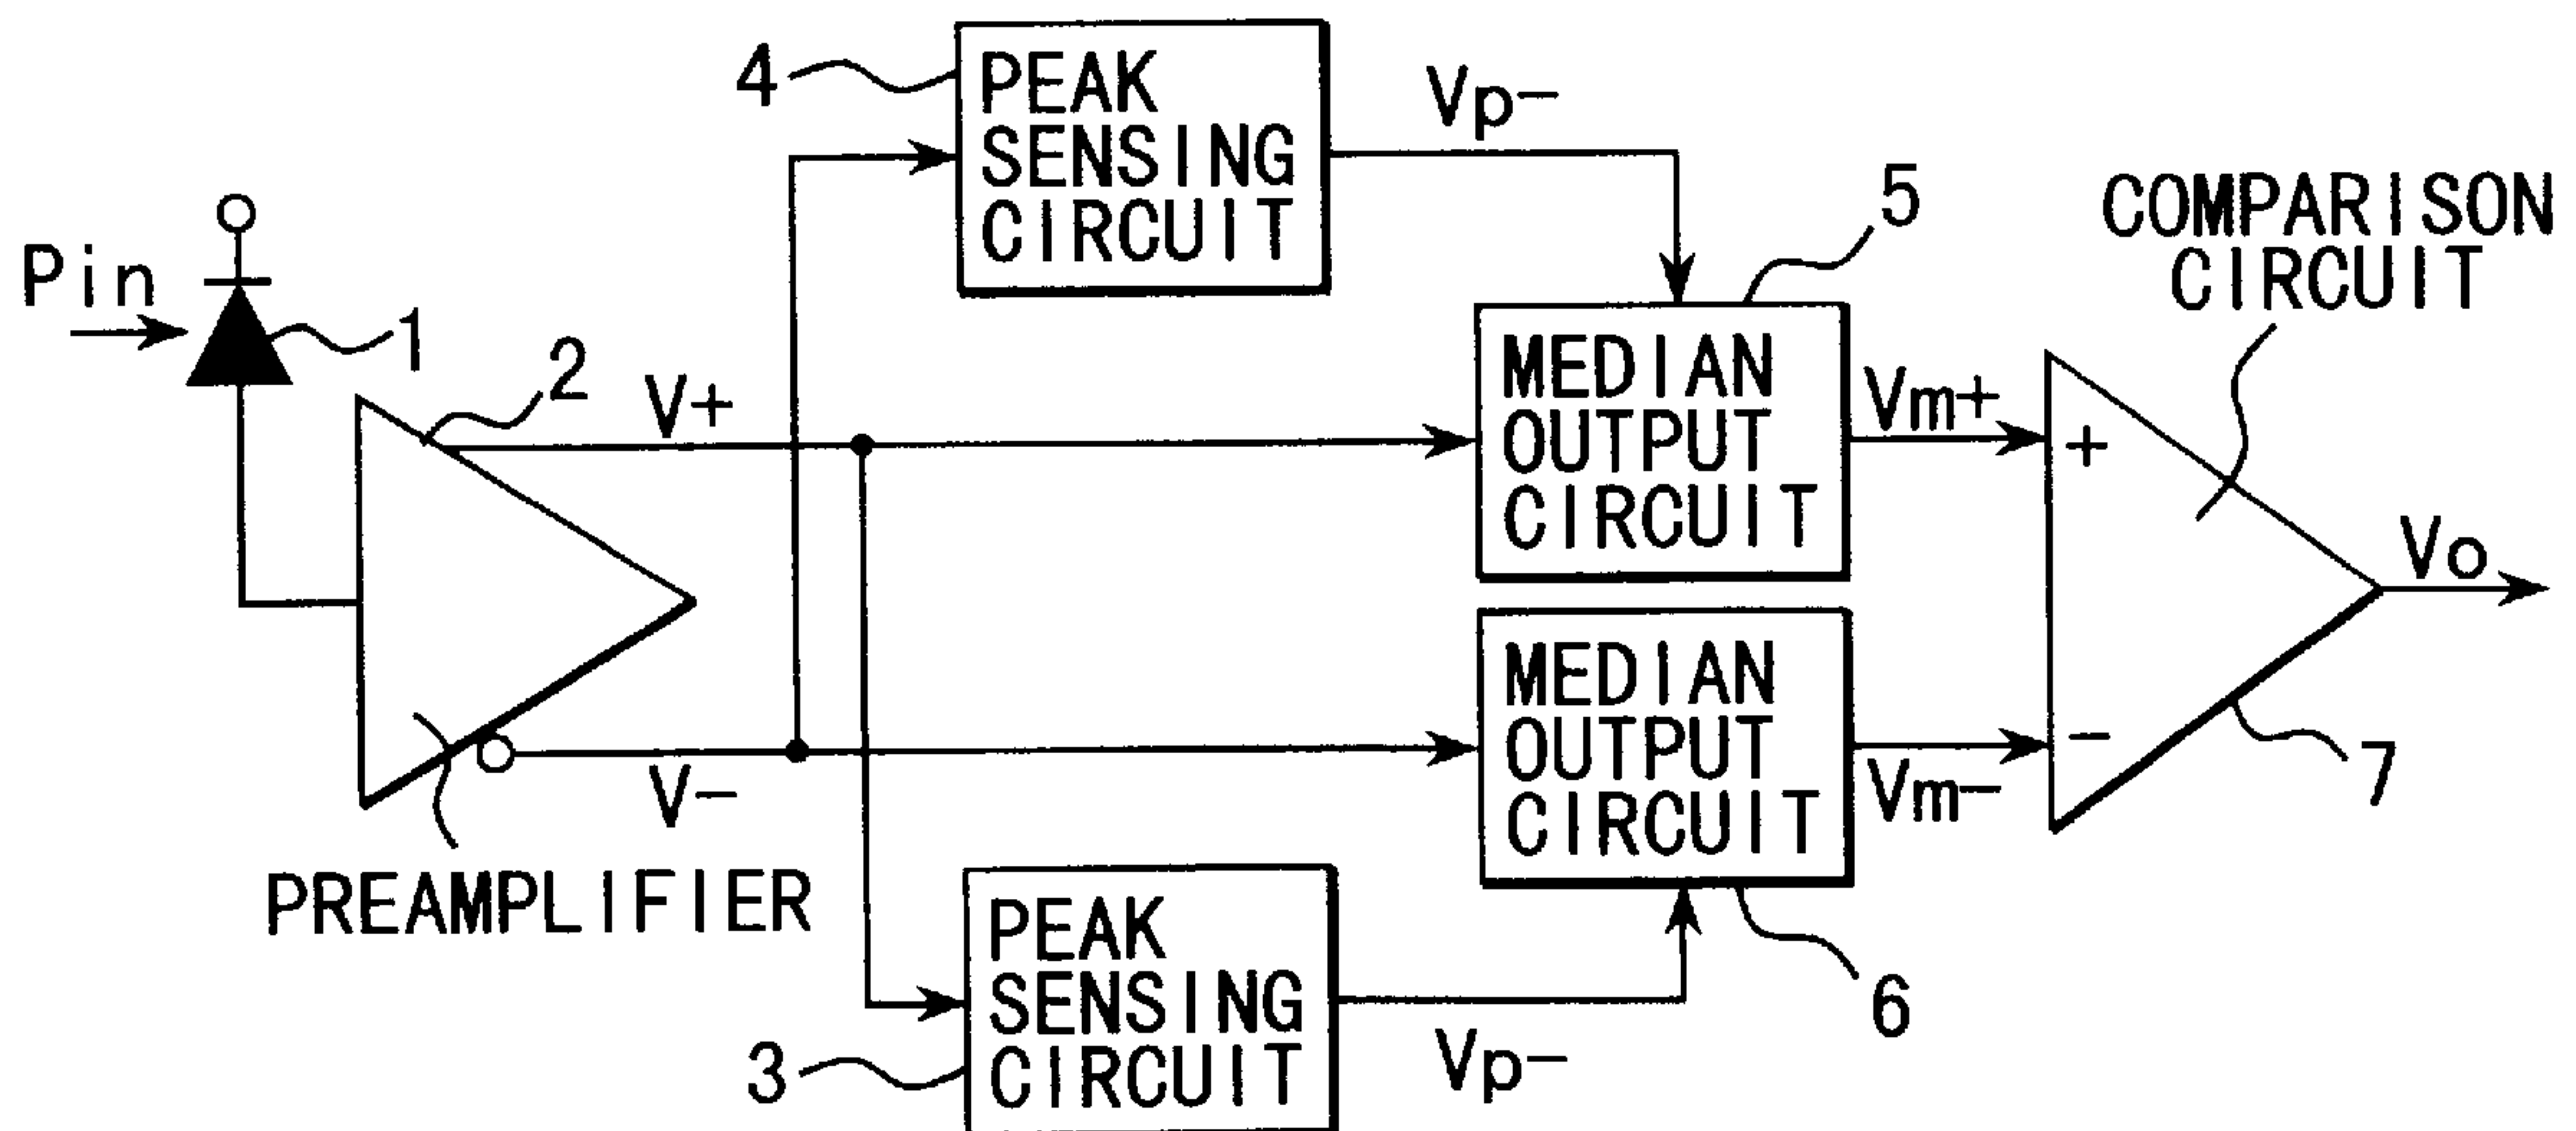 4
PEAK
SENSING
CIRCUIT
Vp-
5
COMPARISON
CIRCUIT
Pin
1
2
V+
MEDIAN
OUTPUT
CIRCUIT
Vm+
+
Vo
V-
MEDIAN
OUTPUT
CIRCUIT
Vm-
-
7
PREAMPLIFIER
PEAK
SENSING
CIRCUIT
3
Vp-
6